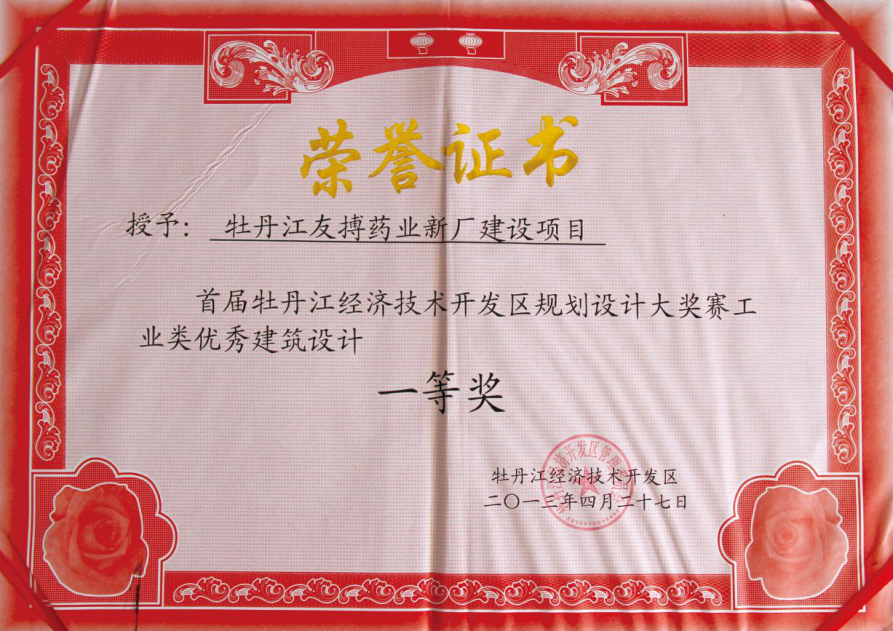 荣誉证书
授予： 牡丹江友搏药业新厂建设项目
首届牡丹江经济技术开发区规划设计大奖赛工
业类优秀建筑设计
一等奖
牡丹江经济技术开发区
二〇一三年四月二十七日